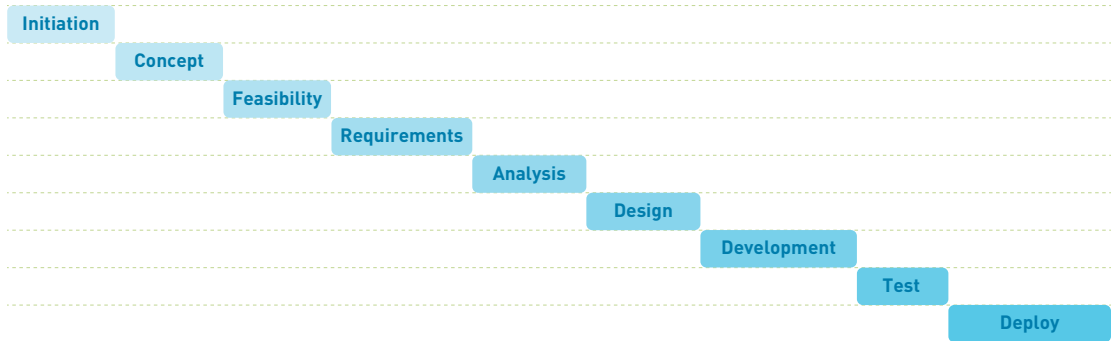 Initiation
Concept
Feasibility
Requirements
Analysis
Design
Development
Test
Deploy